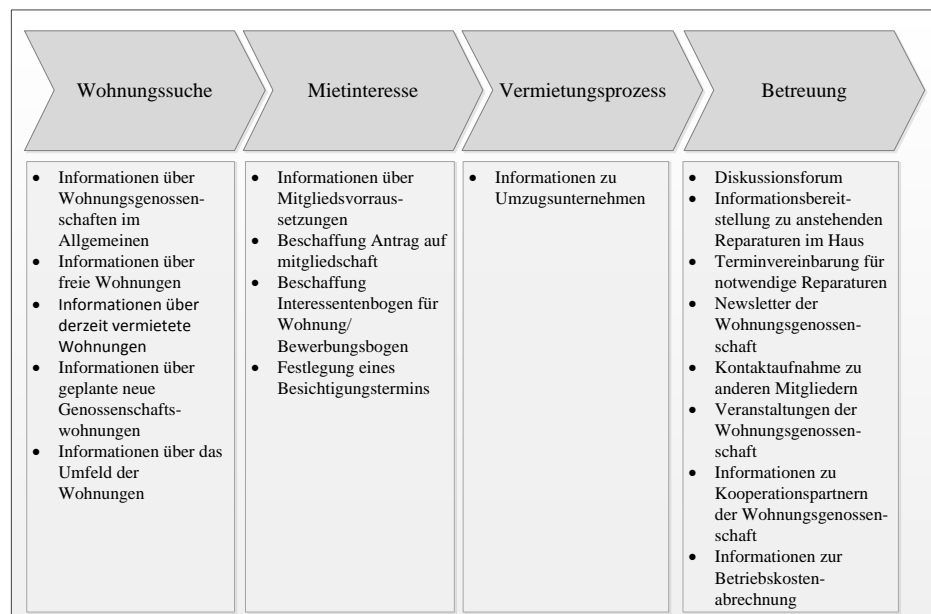 Wohnungssuche
Mietinteresse
Vermietungsprozess
Betreuung
• Informationen über
Wohnungsgenossen-
schaften im
Allgemeinen
• Informationen über
freie Wohnungen
• Informationen über
derzeit vermietete
Wohnungen
• Informationen über
geplante neue
Genossenschafts-
wohnungen
• Informationen über das
Umfeld der
Wohnungen
• Informationen über
Mitgliedsvorraus-
setzungen
• Beschaffung Antrag auf
mitgliedschaft
• Beschaffung
Interessentenbogen für
Wohnung/
Bewerbungsbogen
• Festlegung eines
Besichtigungstermins
• Informationen zu
Umzugsunternehmen
• Diskussionsforum
• Informationsbereit-
stellung zu anstehenden
Reparaturen im Haus
• Terminvereinbarung für
notwendige Reparaturen
• Newsletter der
Wohnungsgenossen-
schaft
• Kontaktaufnahme zu
anderen Mitgliedern
• Veranstaltungen der
Wohnungsgenossen-
schaft
• Informationen zu
Kooperationspartnern
der Wohnungsgenossen-
schaft
• Informationen zur
Betriebskosten-
abrechnung